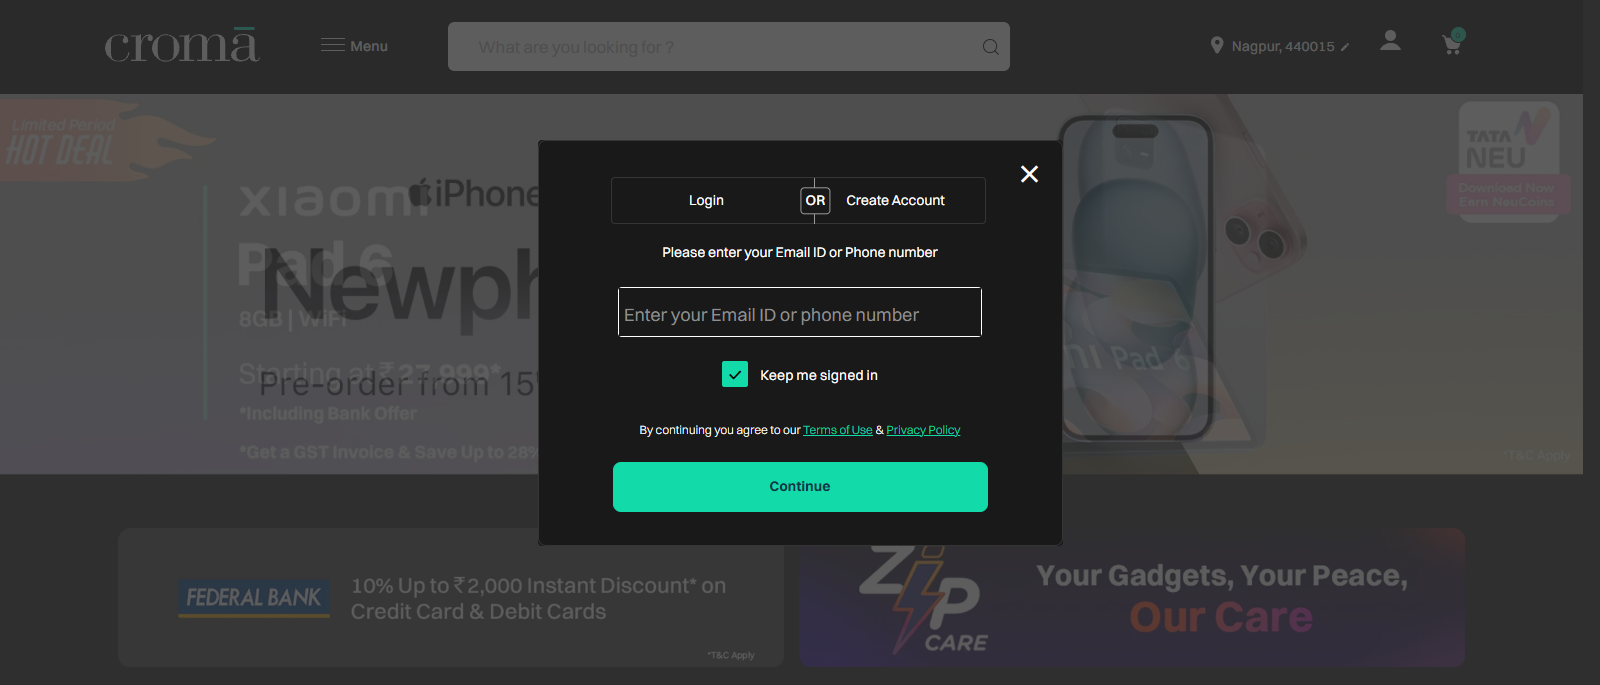 cromā
Menu
What are you looking for ?
Nagpur, 440015
0
Limited Period
HOT DEAL
xiaomi
iPhone
Pad 6
Newph
8GB | WiFi
Starting at ₹27,999*
Pre-order from 15
*Including Bank Offer
*Get a GST Invoice & Save Up to 28%
TATA
NEU
Download Now
Earn NeuCoins
MI Pad 6
*T&C Apply
Login
OR
Create Account
Please enter your Email ID or Phone number
Enter your Email ID or phone number
Keep me signed in
By continuing you agree to our Terms of Use & Privacy Policy
Continue
FEDERAL BANK
10% Up to ₹2,000 Instant Discount* on
Credit Card & Debit Cards
*T&C Apply
ZiP
CARE
Your Gadgets, Your Peace,
Our Care